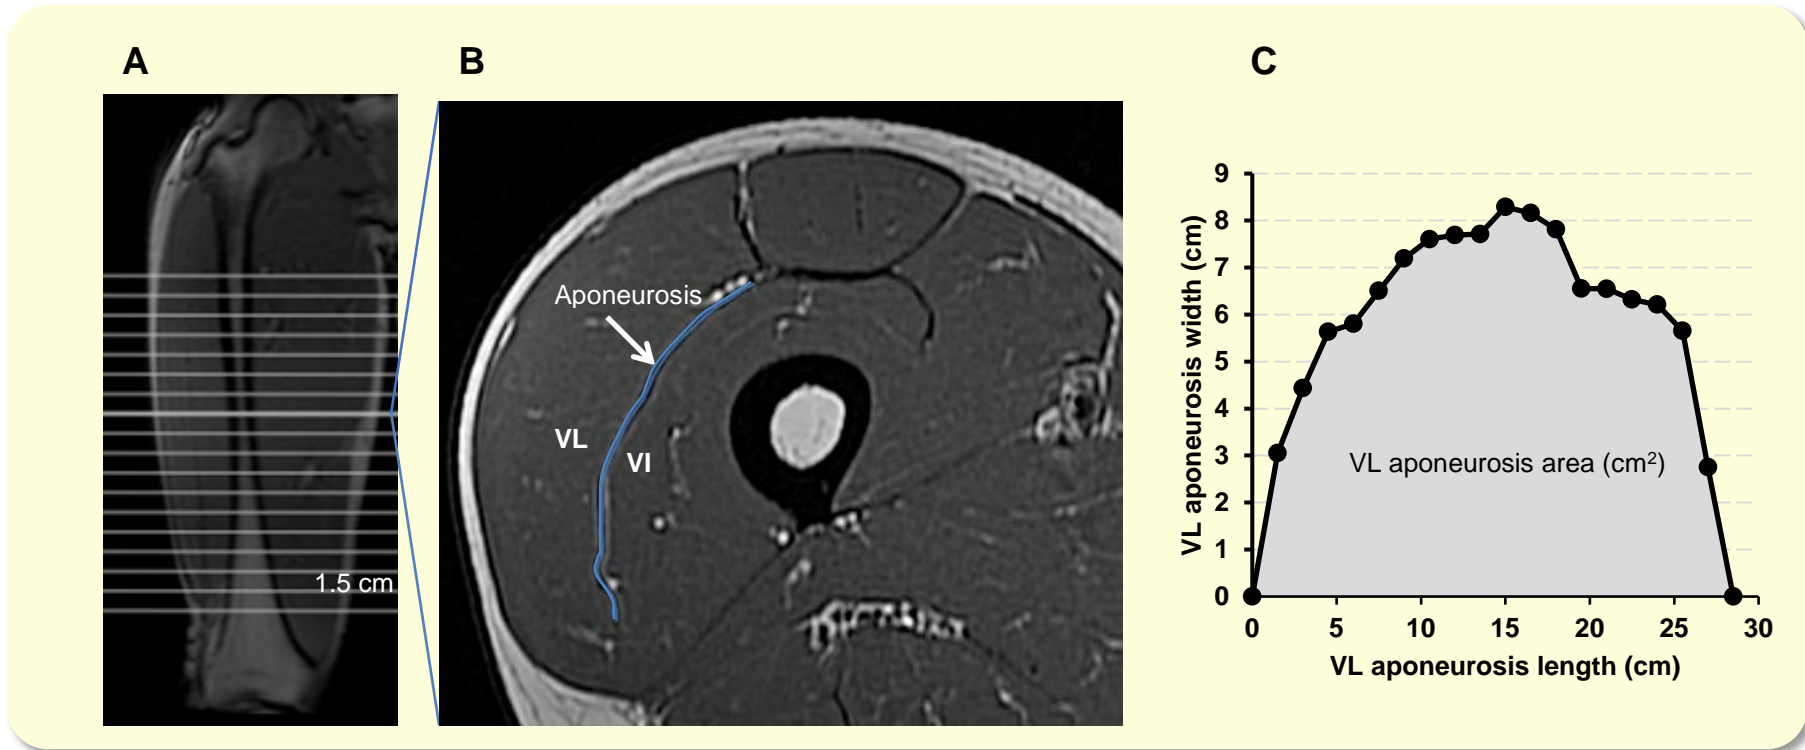 A
B
C
1.5 cm
Aponeurosis
VL
VI
9
8
7
6
5
4
3
2
1
0
VL aponeurosis width (cm)
VL aponeurosis area (cm²)
0 5 10 15 20 25 30
VL aponeurosis length (cm)